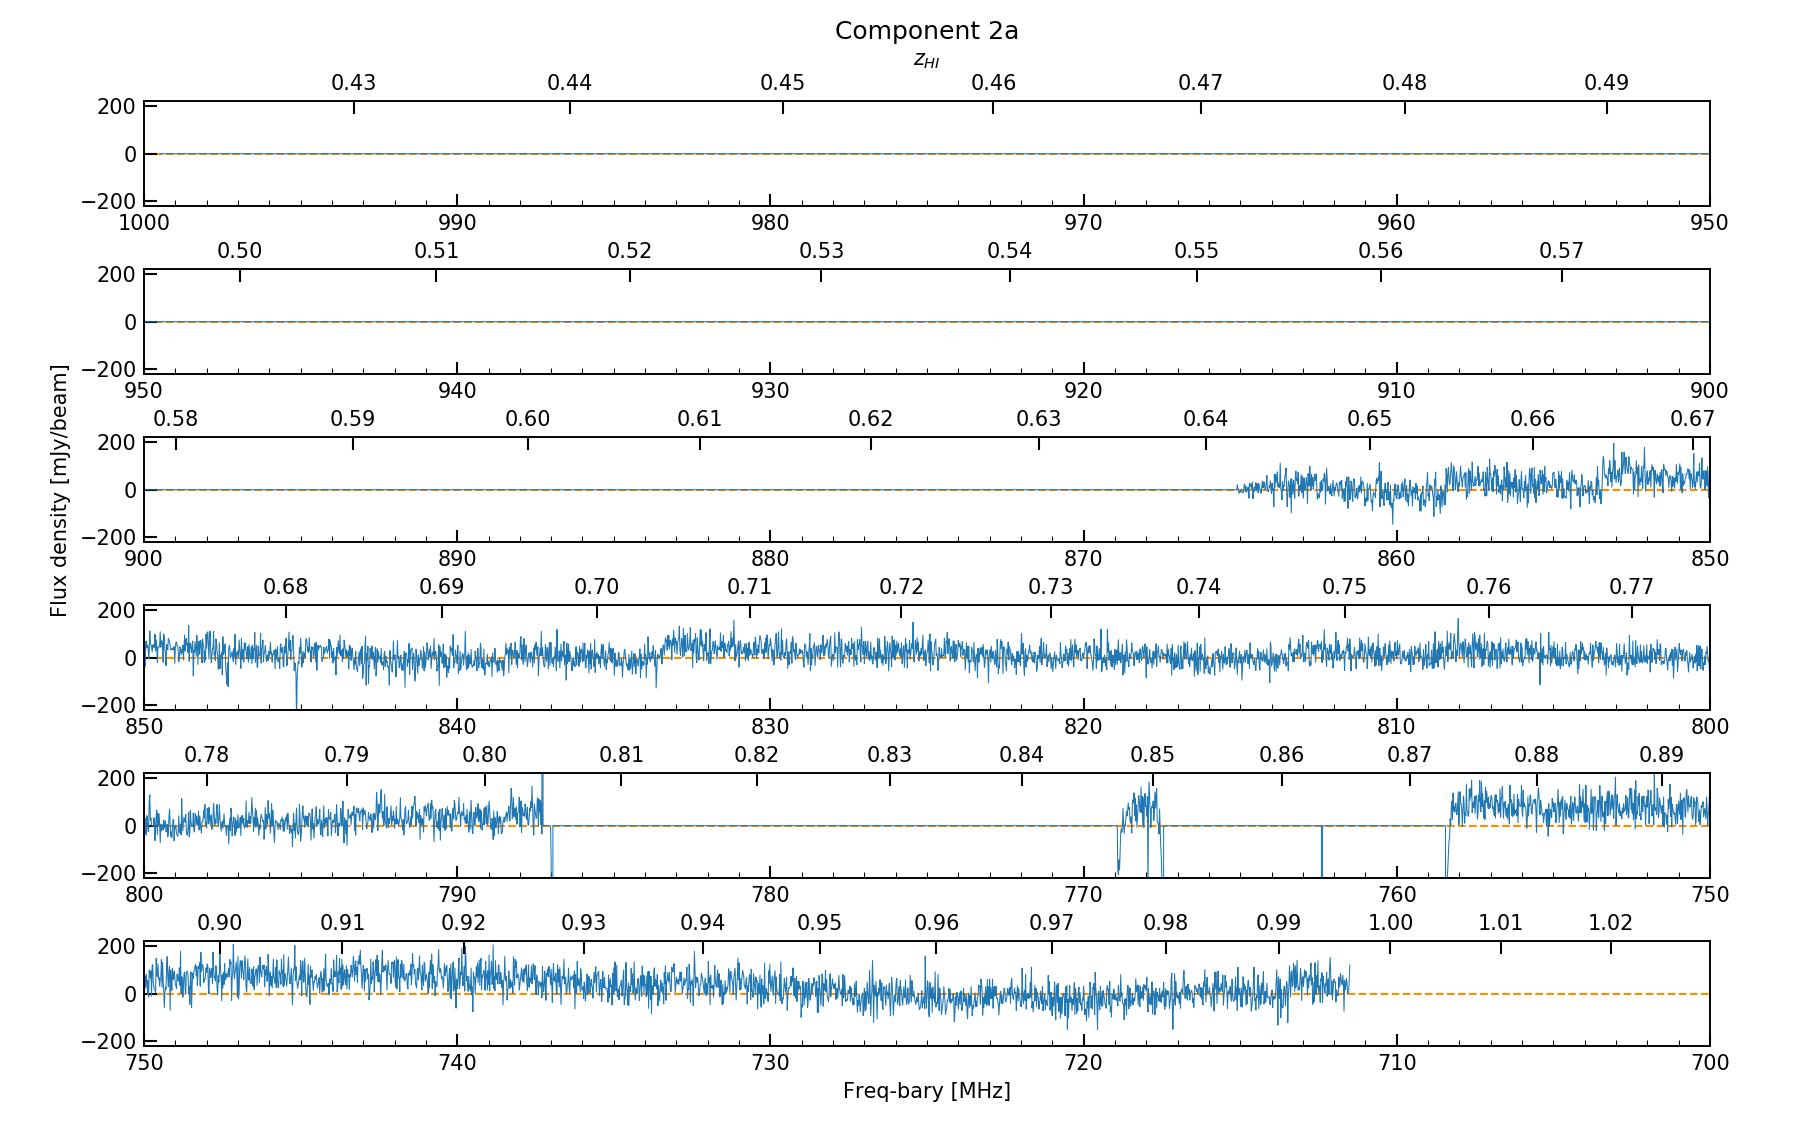 Component 2a
z_HI
0.43 0.44 0.45 0.46 0.47 0.48 0.49
200
0
−200
1000 990 980 970 960 950
0.50 0.51 0.52 0.53 0.54 0.55 0.56 0.57
200
0
−200
950 940 930 920 910 900
0.58 0.59 0.60 0.61 0.62 0.63 0.64 0.65 0.66 0.67
200
0
−200
900 890 880 870 860 850
0.68 0.69 0.70 0.71 0.72 0.73 0.74 0.75 0.76 0.77
200
0
−200
850 840 830 820 810 800
0.78 0.79 0.80 0.81 0.82 0.83 0.84 0.85 0.86 0.87 0.88 0.89
200
0
−200
800 790 780 770 760 750
0.90 0.91 0.92 0.93 0.94 0.95 0.96 0.97 0.98 0.99 1.00 1.01 1.02
200
0
−200
750 740 730 720 710 700
Flux density [mJy/beam]
Freq-bary [MHz]